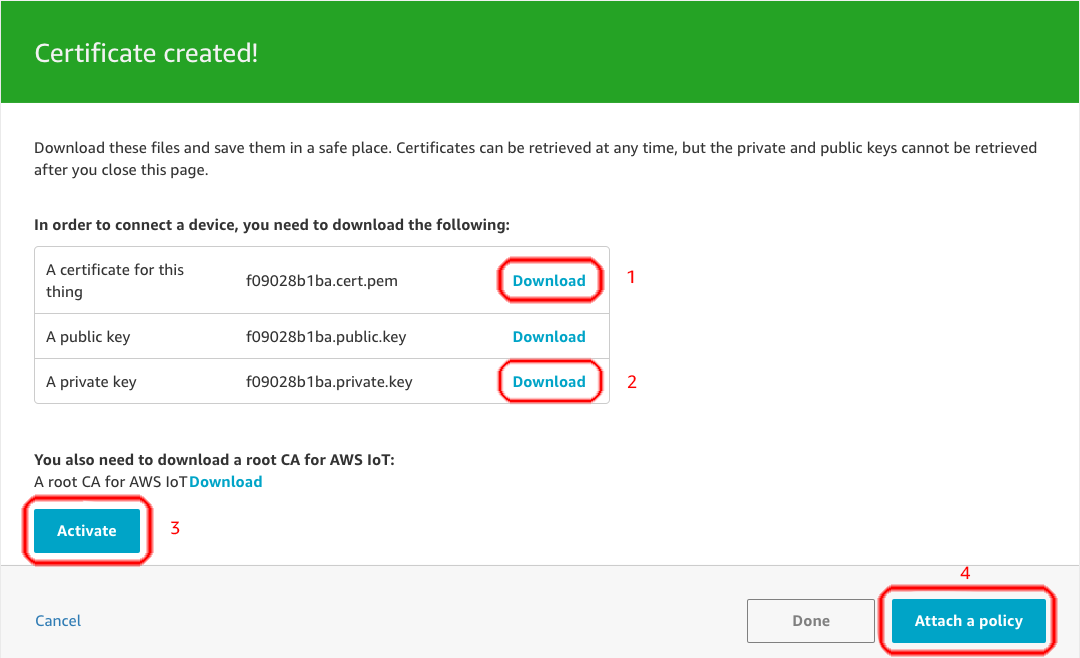 Certificate created!
Download these files and save them in a safe place. Certificates can be retrieved at any time, but the private and public keys cannot be retrieved
after you close this page.
In order to connect a device, you need to download the following:
A certificate for this
thing
f09028b1ba.cert.pem
Download
1
A public key
f09028b1ba.public.key
Download
A private key
f09028b1ba.private.key
Download
2
You also need to download a root CA for AWS IoT:
A root CA for AWS IoT Download
Activate
3
4
Cancel
Done
Attach a policy